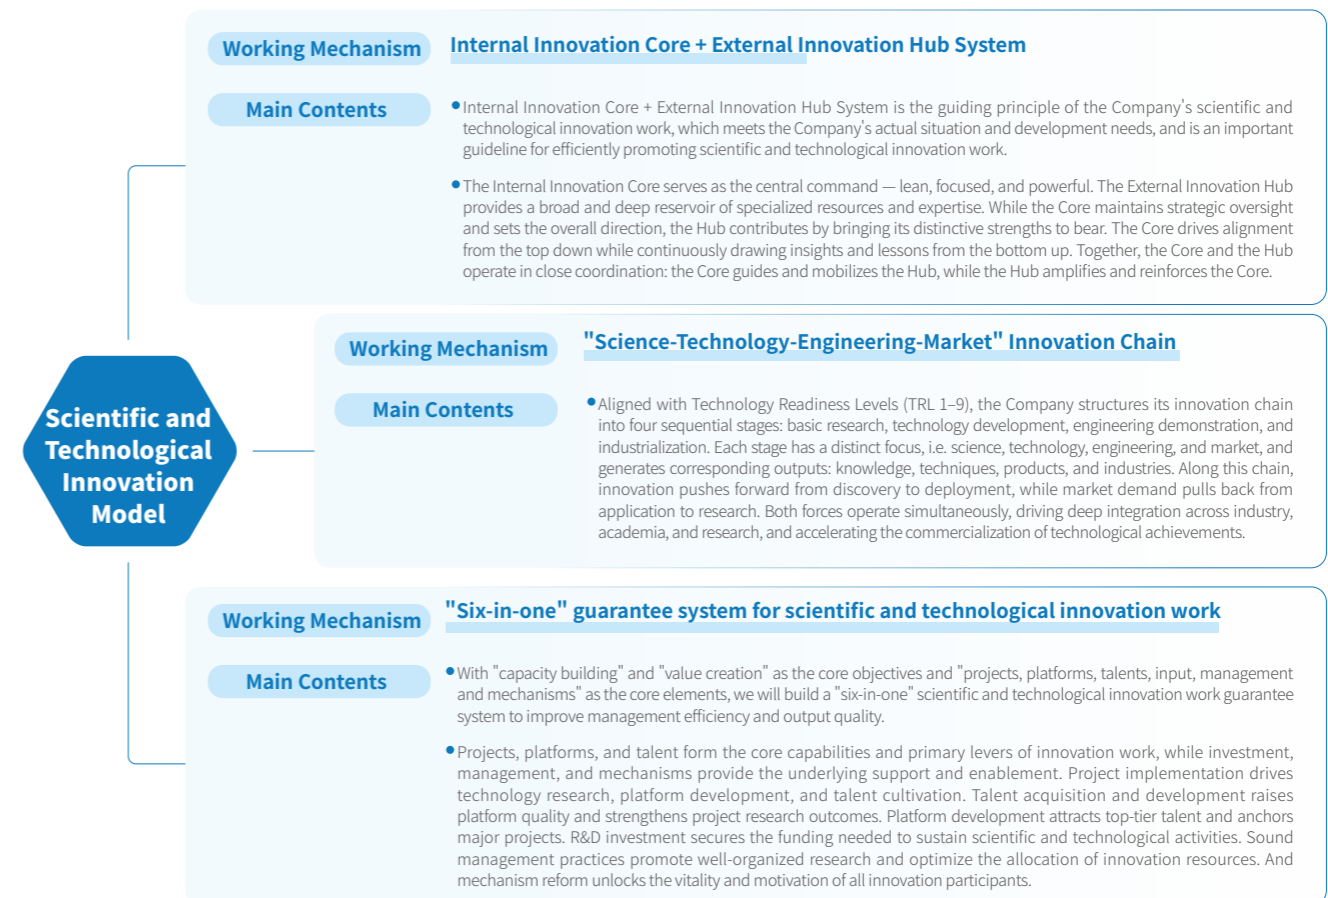 Working Mechanism
Internal Innovation Core + External Innovation Hub System
Main Contents
•Internal Innovation Core + External Innovation Hub System is the guiding principle of the Company's scientific and
technological innovation work, which meets the Company's actual situation and development needs, and is an important
guideline for efficiently promoting scientific and technological innovation work.
•The Internal Innovation Core serves as the central command — lean, focused, and powerful. The External Innovation Hub
provides a broad and deep reservoir of specialized resources and expertise. While the Core maintains strategic oversight
and sets the overall direction, the Hub contributes by bringing its distinctive strengths to bear. The Core drives alignment
from the top down while continuously drawing insights and lessons from the bottom up. Together, the Core and the Hub
operate in close coordination: the Core guides and mobilizes the Hub, while the Hub amplifies and reinforces the Core.
Scientific and
Technological
Innovation
Model
Working Mechanism
"Science-Technology-Engineering-Market" Innovation Chain
Main Contents
•Aligned with Technology Readiness Levels (TRL 1–9), the Company structures its innovation chain
into four sequential stages: basic research, technology development, engineering demonstration, and
industrialization. Each stage has a distinct focus, i.e. science, technology, engineering, and market, and
generates corresponding outputs: knowledge, techniques, products, and industries. Along this chain,
innovation pushes forward from discovery to deployment, while market demand pulls back from
application to research. Both forces operate simultaneously, driving deep integration across industry,
academia, and research, and accelerating the commercialization of technological achievements.
Working Mechanism
"Six-in-one" guarantee system for scientific and technological innovation work
Main Contents
•With "capacity building" and "value creation" as the core objectives and "projects, platforms, talents, input, management
and mechanisms" as the core elements, we will build a "six-in-one" scientific and technological innovation work guarantee
system to improve management efficiency and output quality.
•Projects, platforms, and talent form the core capabilities and primary levers of innovation work, while investment,
management, and mechanisms provide the underlying support and enablement. Project implementation drives
technology research, platform development, and talent cultivation. Talent acquisition and development raises
platform quality and strengthens project research outcomes. Platform development attracts top-tier talent and anchors
major projects. R&D investment secures the funding needed to sustain scientific and technological activities. Sound
management practices promote well-organized research and optimize the allocation of innovation resources. And
mechanism reform unlocks the vitality and motivation of all innovation participants.